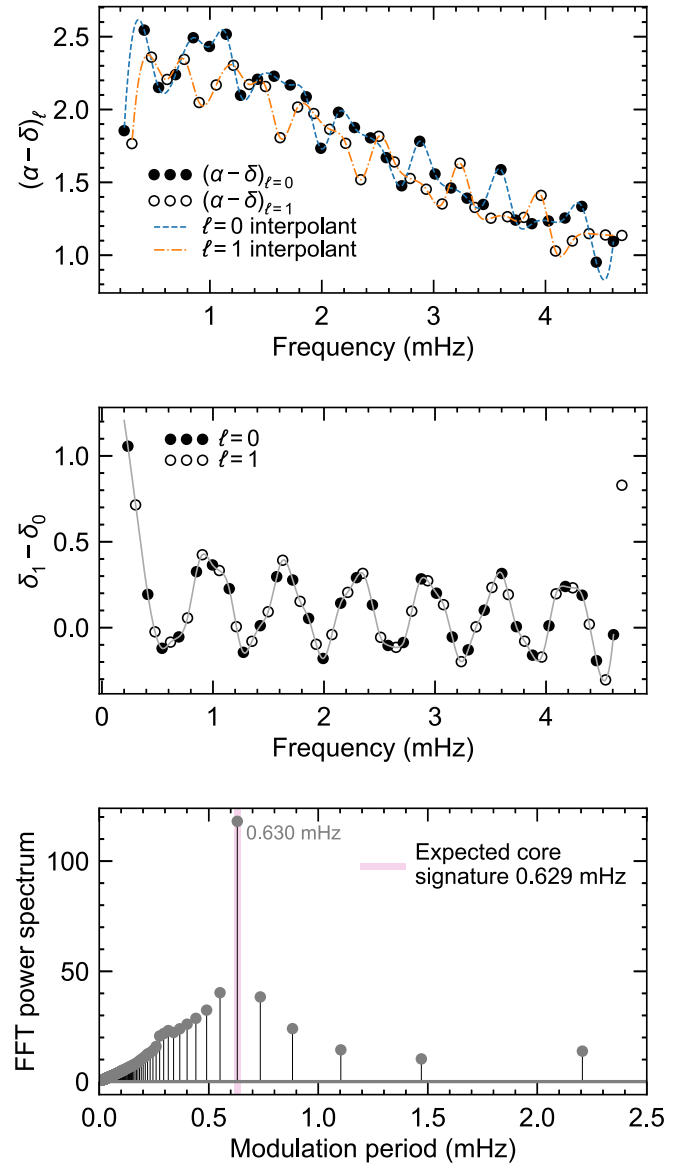 2.5
2.0
1.5
1.0
(α−δ)ℓ
(α−δ)ℓ=0
(α−δ)ℓ=1
ℓ=0 interpolant
ℓ=1 interpolant
1 2 3 4
Frequency (mHz)
1.0
0.5
0.0
δ1 − δ0
ℓ=0
ℓ=1
0 1 2 3 4
Frequency (mHz)
100
50
0
FFT power spectrum
0.630 mHz
Expected core
signature 0.629 mHz
0.0 0.5 1.0 1.5 2.0 2.5
Modulation period (mHz)